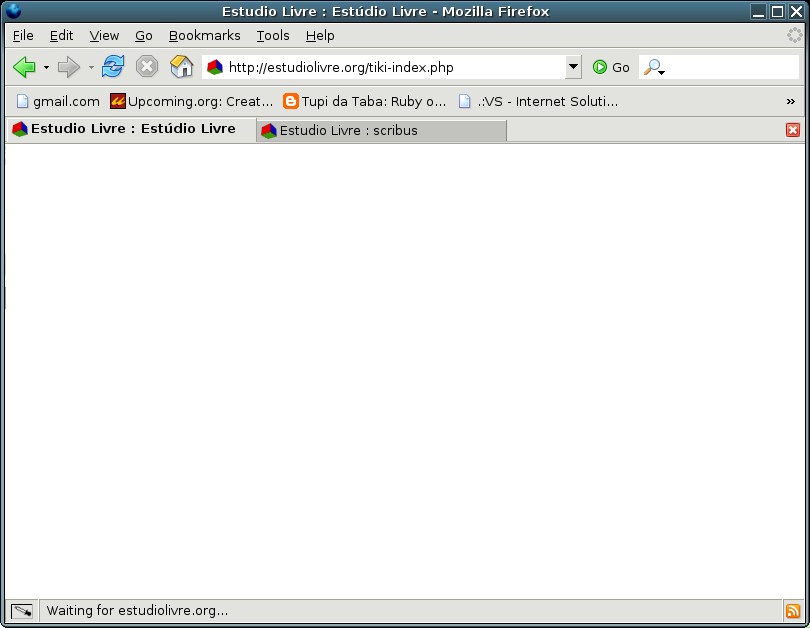 Estudio Livre : Estúdio Livre - Mozilla Firefox
File Edit View Go Bookmarks Tools Help
http://estudiolivre.org/tiki-index.php Go
gmail.com Upcoming.org: Creat... Tupi da Taba: Ruby o... .:VS - Internet Soluti... »
Estudio Livre : Estúdio Livre Estudio Livre : scribus
Waiting for estudiolivre.org...